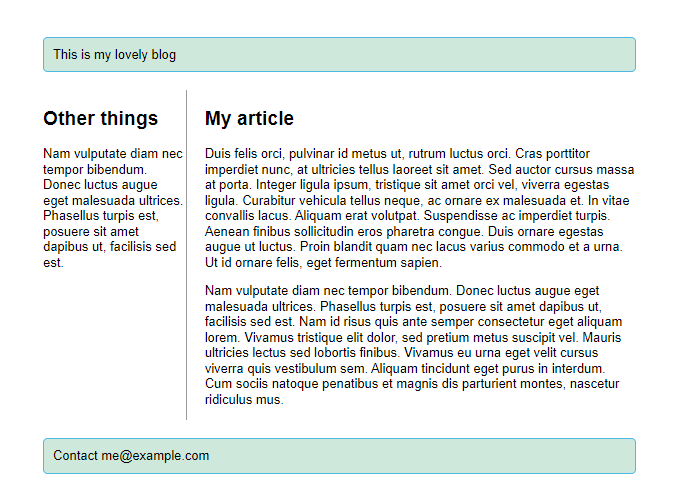 This is my lovely blog
Other things
Nam vulputate diam nec
tempor bibendum.
Donec luctus augue
eget malesuada ultrices.
Phasellus turpis est,
posuere sit amet
dapibus ut, facilisis sed
est.
My article
Duis felis orci, pulvinar id metus ut, rutrum luctus orci. Cras porttitor
imperdiet nunc, at ultricies tellus laoreet sit amet. Sed auctor cursus massa
at porta. Integer ligula ipsum, tristique sit amet orci vel, viverra egestas
ligula. Curabitur vehicula tellus neque, ac ornare ex malesuada et. In vitae
convallis lacus. Aliquam erat volutpat. Suspendisse ac imperdiet turpis.
Aenean finibus sollicitudin eros pharetra congue. Duis ornare egestas
augue ut luctus. Proin blandit quam nec lacus varius commodo et a urna.
Ut id ornare felis, eget fermentum sapien.
Nam vulputate diam nec tempor bibendum. Donec luctus augue eget
malesuada ultrices. Phasellus turpis est, posuere sit amet dapibus ut,
facilisis sed est. Nam id risus quis ante semper consectetur eget aliquam
lorem. Vivamus tristique elit dolor, sed pretium metus suscipit vel. Mauris
ultricies lectus sed lobortis finibus. Vivamus eu urna eget velit cursus
viverra quis vestibulum sem. Aliquam tincidunt eget purus in interdum.
Cum sociis natoque penatibus et magnis dis parturient montes, nascetur
ridiculus mus.
Contact me@example.com